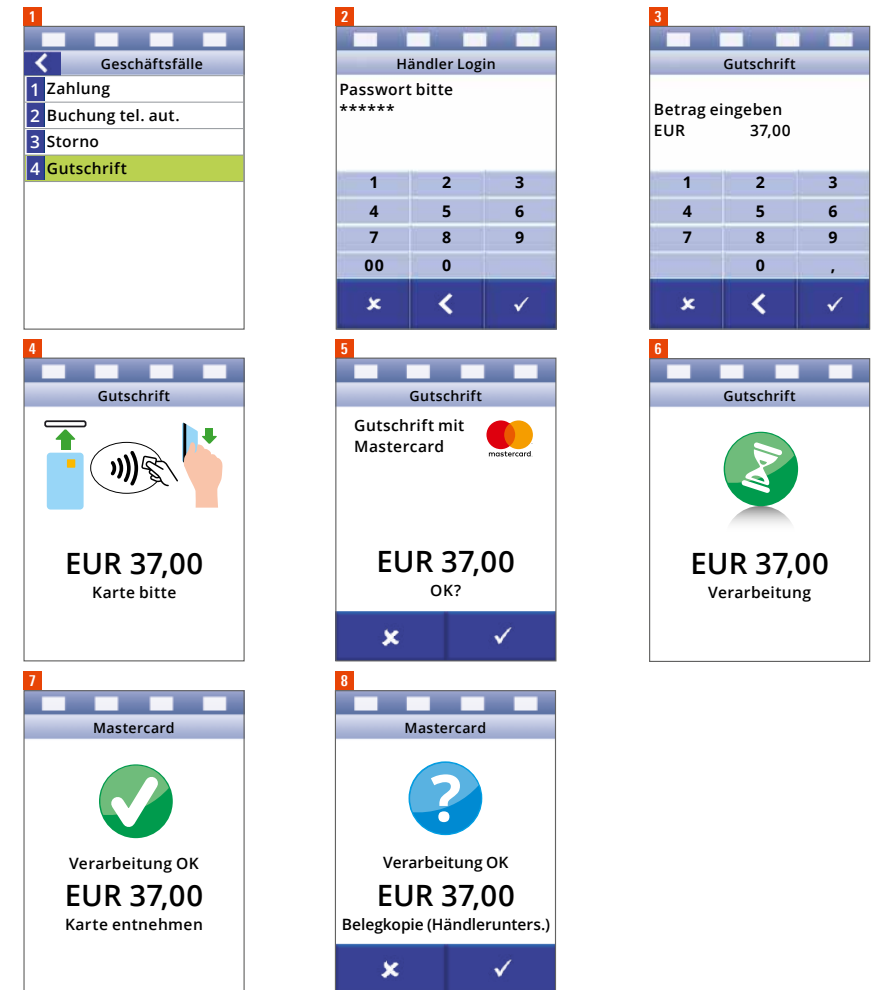 1
Geschäftsfälle
1 Zahlung
2 Buchung tel. aut.
3 Storno
4 Gutschrift
2
Händler Login
Passwort bitte
******
1 2 3
4 5 6
7 8 9
00 0
3
Gutschrift
Betrag eingeben
EUR 37,00
1 2 3
4 5 6
7 8 9
0 ,
4
Gutschrift
EUR 37,00
Karte bitte
5
Gutschrift
Gutschrift mit
Mastercard
mastercard
EUR 37,00
OK?
6
Gutschrift
EUR 37,00
Verarbeitung
7
Mastercard
Verarbeitung OK
EUR 37,00
Karte entnehmen
8
Mastercard
?
Verarbeitung OK
EUR 37,00
Belegkopie (Händlerunters.)